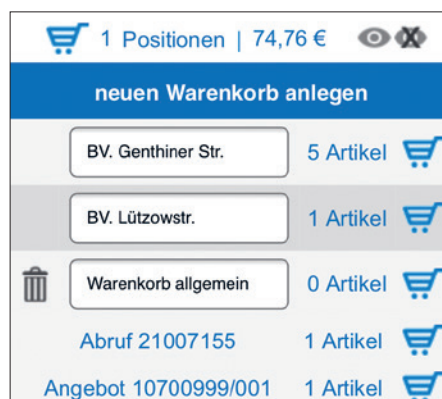 1 Positionen | 74,76 €
neuen Warenkorb anlegen
BV. Genthiner Str. 5 Artikel
BV. Lützowstr. 1 Artikel
Warenkorb allgemein 0 Artikel
Abruf 21007155 1 Artikel
Angebot 10700999/001 1 Artikel